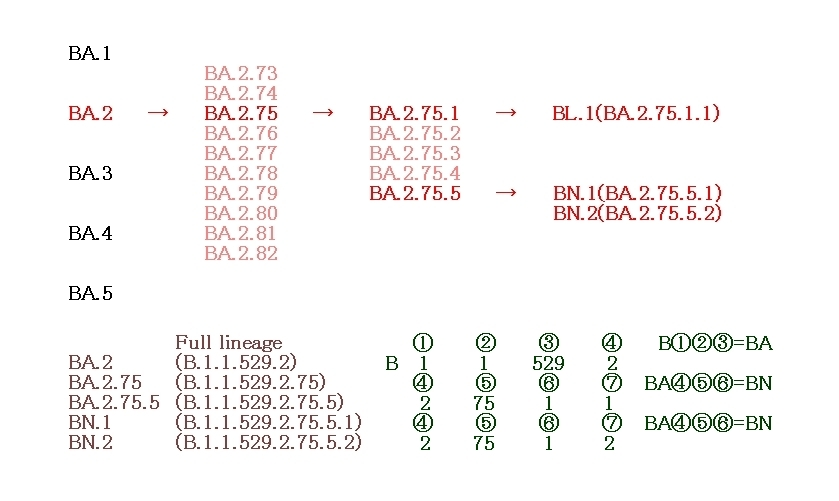 BA.1
BA.2.73
BA.2.74
BA.2 → BA.2.75 → BA.2.75.1 → BL.1(BA.2.75.1.1)
BA.2.76 BA.2.75.2
BA.2.77 BA.2.75.3
BA.3 BA.2.78 BA.2.75.4
BA.2.79 BA.2.75.5 → BN.1(BA.2.75.5.1)
BA.2.80 BN.2(BA.2.75.5.2)
BA.4 BA.2.81
BA.2.82
BA.5
Full lineage ① ② ③ ④ B①②③=BA
BA.2 (B.1.1.529.2) B 1 1 529 2
BA.2.75 (B.1.1.529.2.75) ④ ⑤ ⑥ ⑦ BA④⑤⑥=BN
BA.2.75.5 (B.1.1.529.2.75.5) 2 75 1 1
BN.1 (B.1.1.529.2.75.5.1) ④ ⑤ ⑥ ⑦ BA④⑤⑥=BN
BN.2 (B.1.1.529.2.75.5.2) 2 75 1 2